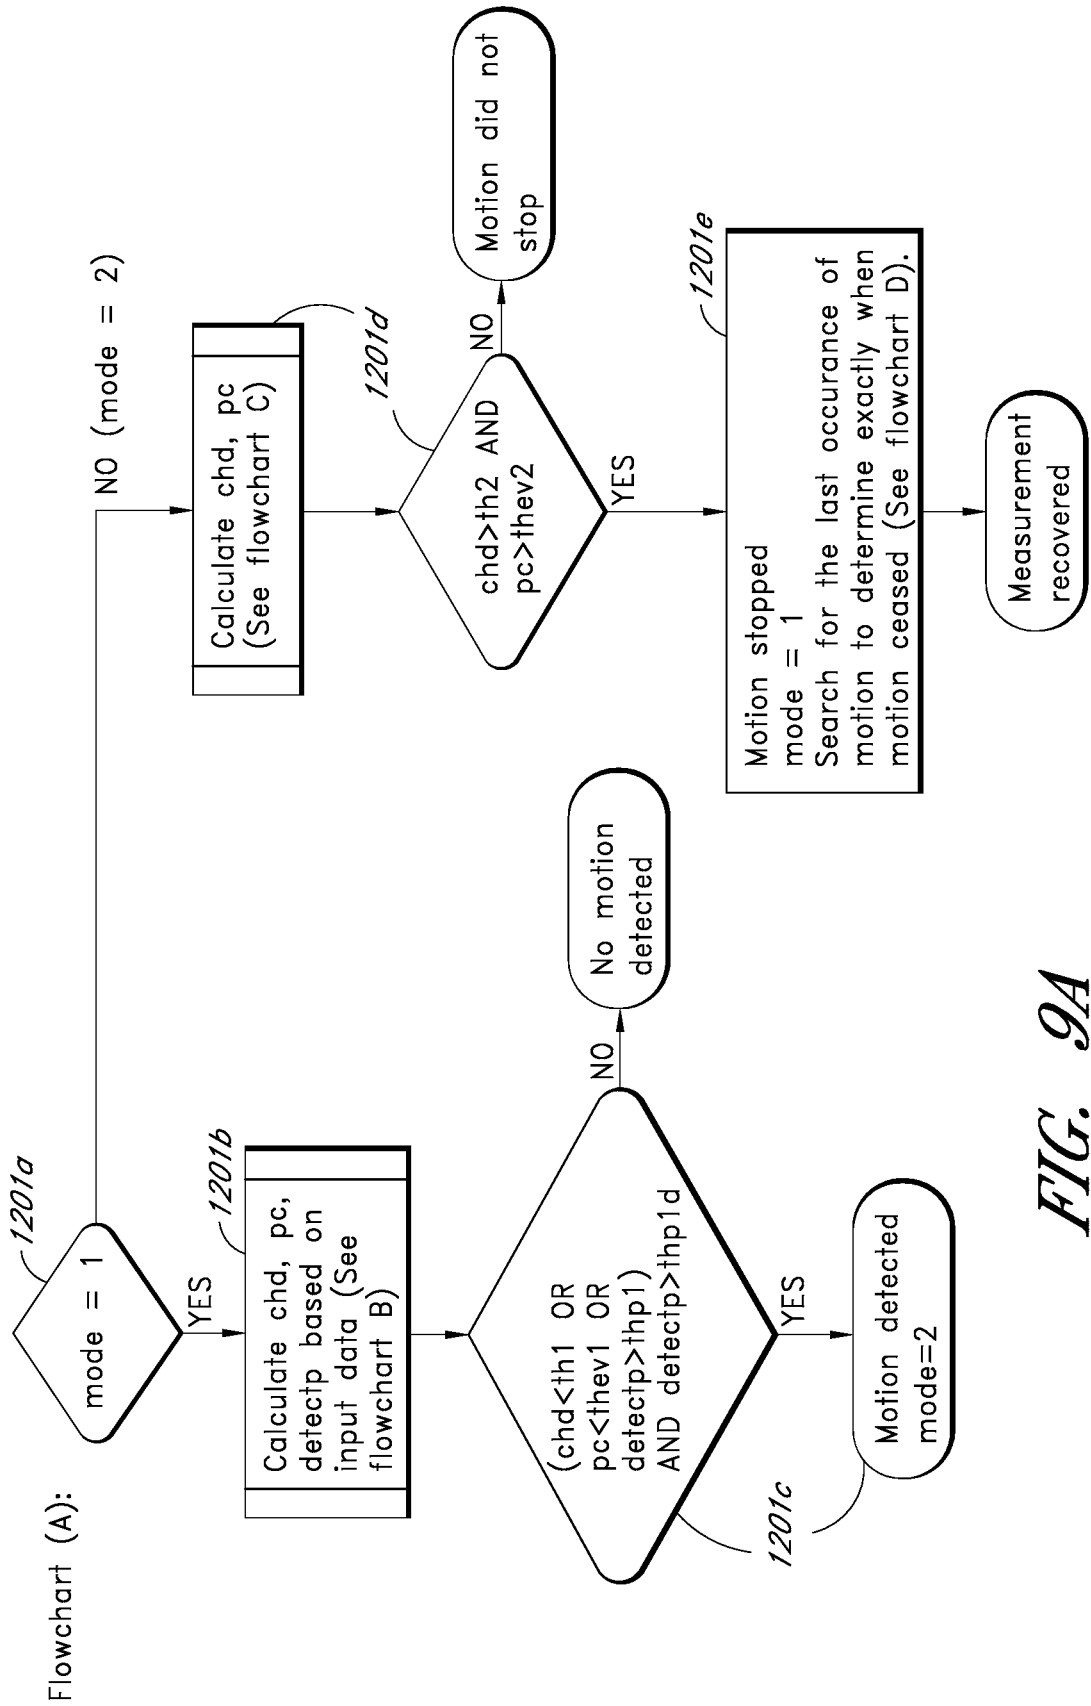 Flowchart (A):
mode = 1
1201a
YES
NO (mode = 2)
Calculate chd, pc,
detectp based on
input data (See
flowchart B)
1201b
(chd<th1 OR
pc<thev1 OR
detectp>thp1)
AND detectp>thp1d
NO
No motion
detected
YES
1201c
Motion detected
mode=2
Calculate chd, pc
(See flowchart C)
1201d
chd>th2 AND
pc>thev2
NO
Motion did not
stop
YES
1201e
Motion stopped
mode = 1
Search for the last occurance of
motion to determine exactly when
motion ceased (See flowchart D).
Measurement
recovered
FIG. 9A